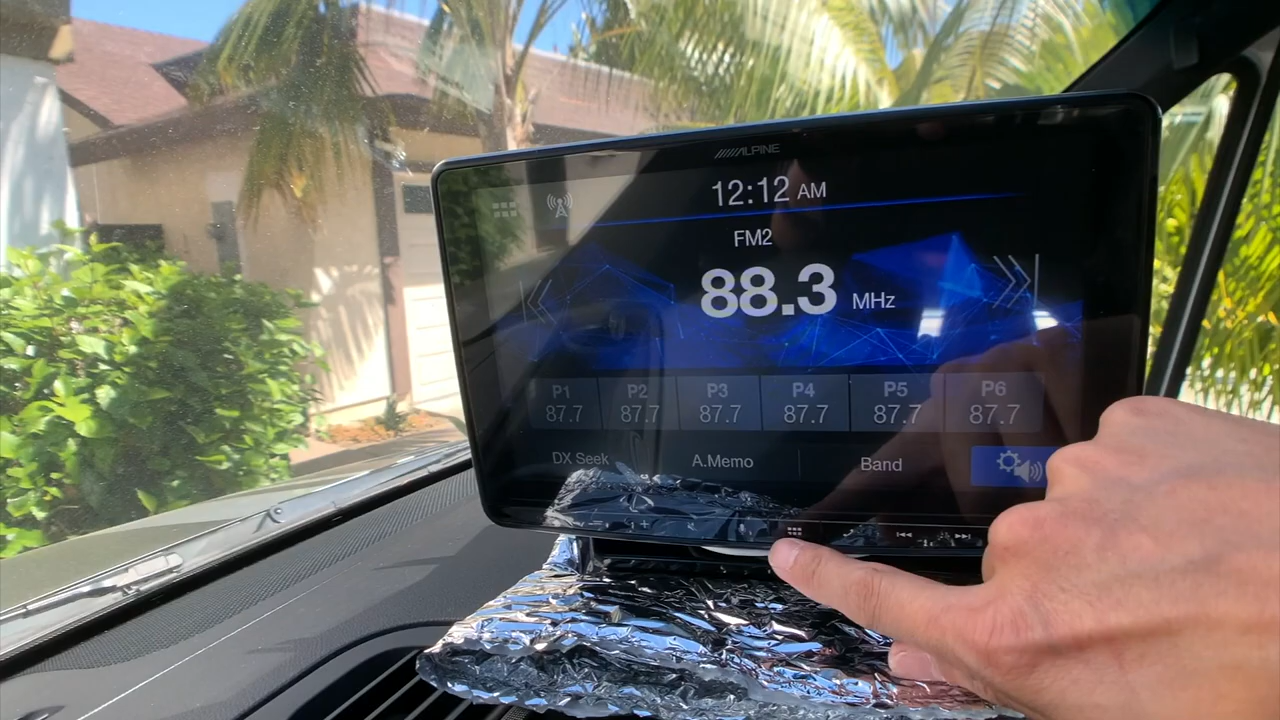 ALPINE
12:12 AM
FM2
88.3 MHz
P1 P2 P3 P4 P5 P6
87.7 87.7 87.7 87.7 87.7 87.7
DX Seek A.Memo Band